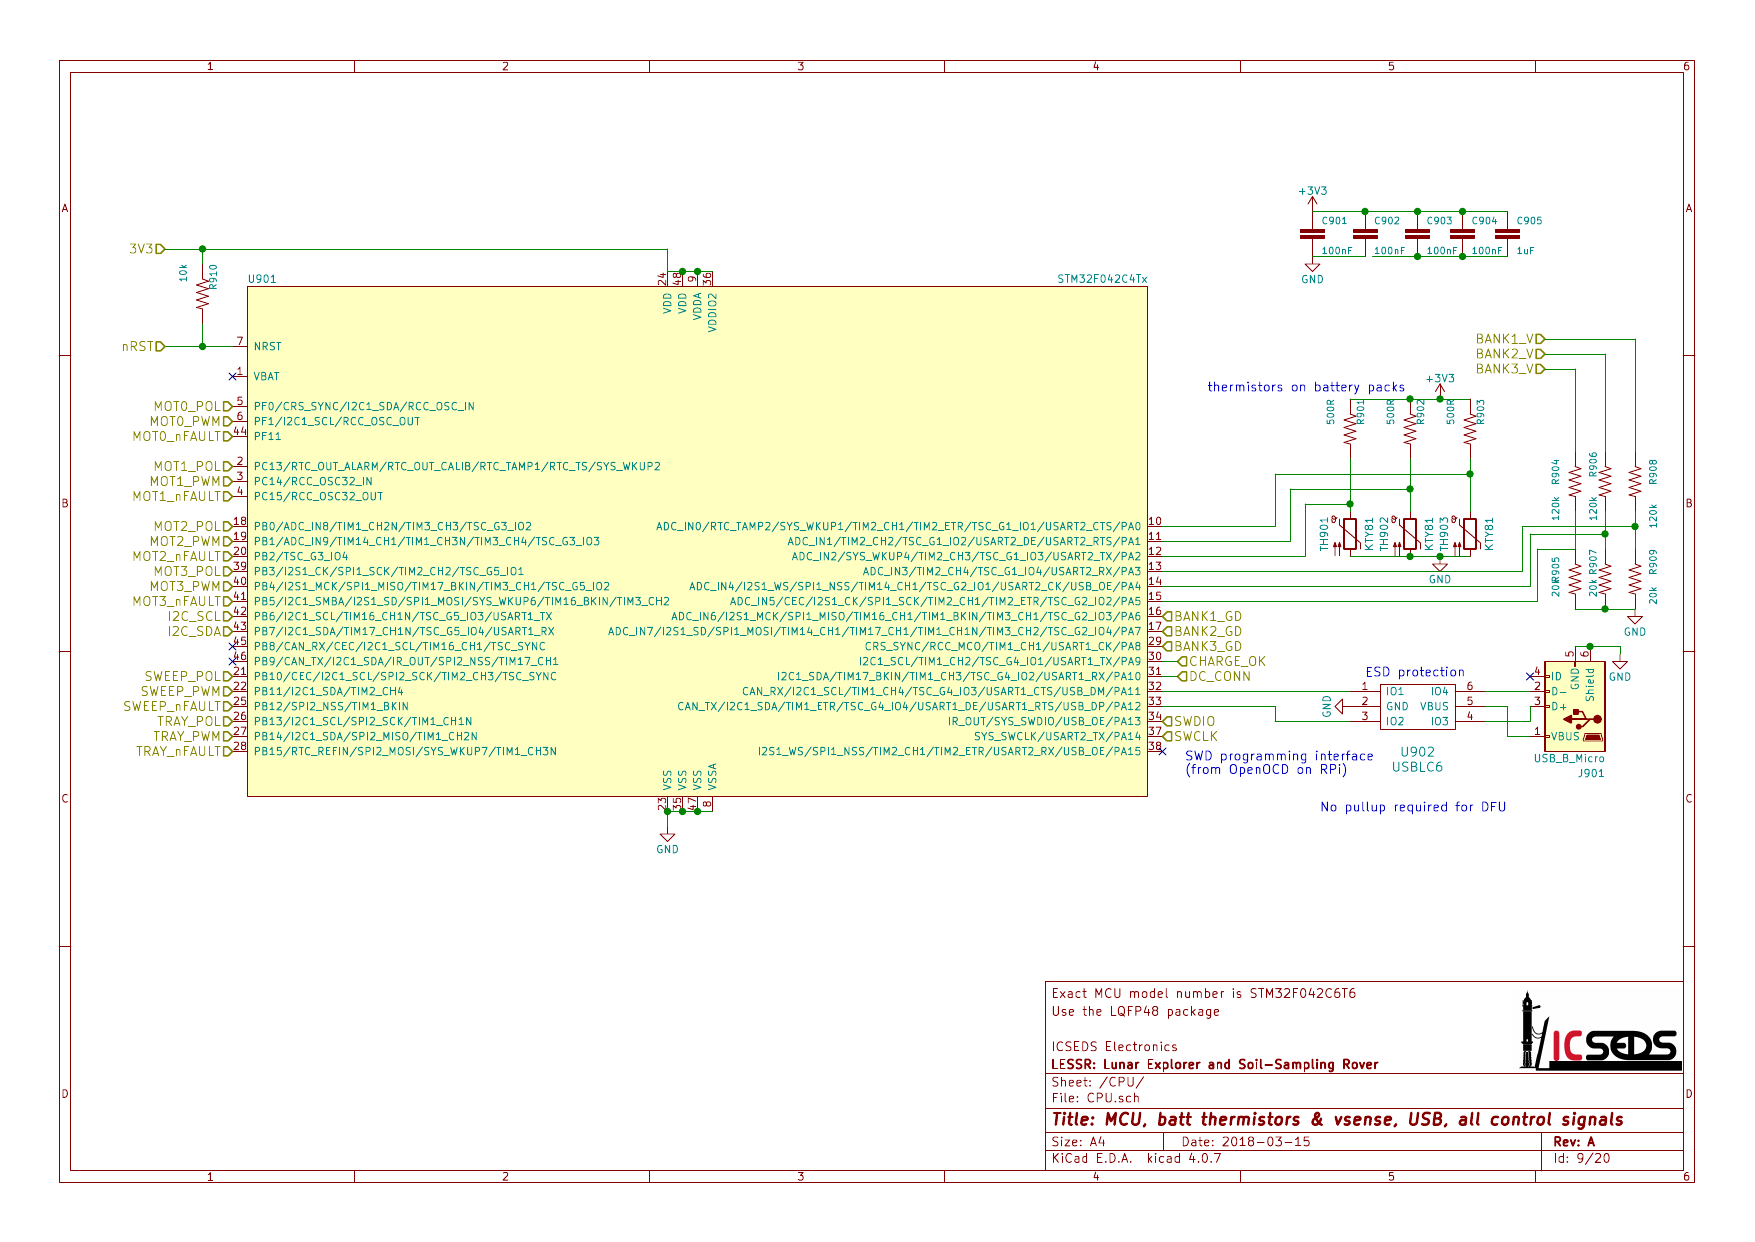 1 2 3 4 5 6
A A
B B
C C
D D
1 2 3 4 5 6
+3V3
C901 C902 C903 C904 C905
100nF 100nF 100nF 100nF 1uF
GND
3V3
10k R910
nRST
U901
STM32F042C4Tx
24 48 9 36
VDD VDD VDDA VDDIO2
7 NRST
1 VBAT
MOT0_POL 5 PF0/CRS_SYNC/I2C1_SDA/RCC_OSC_IN
MOT0_PWM 6 PF1/I2C1_SCL/RCC_OSC_OUT
MOT0_nFAULT 44 PF11
MOT1_POL 2 PC13/RTC_OUT_ALARM/RTC_OUT_CALIB/RTC_TAMP1/RTC_TS/SYS_WKUP2
MOT1_PWM 3 PC14/RCC_OSC32_IN
MOT1_nFAULT 4 PC15/RCC_OSC32_OUT
MOT2_POL 18 PB0/ADC_IN8/TIM1_CH2N/TIM3_CH3/TSC_G3_IO2
MOT2_PWM 19 PB1/ADC_IN9/TIM14_CH1/TIM1_CH3N/TIM3_CH4/TSC_G3_IO3
MOT2_nFAULT 20 PB2/TSC_G3_IO4
MOT3_POL 39 PB3/I2S1_CK/SPI1_SCK/TIM2_CH2/TSC_G5_IO1
MOT3_PWM 40 PB4/I2S1_MCK/SPI1_MISO/TIM17_BKIN/TIM3_CH1/TSC_G5_IO2
MOT3_nFAULT 41 PB5/I2C1_SMBA/I2S1_SD/SPI1_MOSI/SYS_WKUP6/TIM16_BKIN/TIM3_CH2
I2C_SCL 42 PB6/I2C1_SCL/TIM16_CH1N/TSC_G5_IO3/USART1_TX
I2C_SDA 43 PB7/I2C1_SDA/TIM17_CH1N/TSC_G5_IO4/USART1_RX
45 PB8/CAN_RX/CEC/I2C1_SCL/TIM16_CH1/TSC_SYNC
46 PB9/CAN_TX/I2C1_SDA/IR_OUT/SPI2_NSS/TIM17_CH1
SWEEP_POL 21 PB10/CEC/I2C1_SCL/SPI2_SCK/TIM2_CH3/TSC_SYNC
SWEEP_PWM 22 PB11/I2C1_SDA/TIM2_CH4
SWEEP_nFAULT 25 PB12/SPI2_NSS/TIM1_BKIN
TRAY_POL 26 PB13/I2C1_SCL/SPI2_SCK/TIM1_CH1N
TRAY_PWM 27 PB14/I2C1_SDA/SPI2_MISO/TIM1_CH2N
TRAY_nFAULT 28 PB15/RTC_REFIN/SPI2_MOSI/SYS_WKUP7/TIM1_CH3N
ADC_IN0/RTC_TAMP2/SYS_WKUP1/TIM2_CH1/TIM2_ETR/TSC_G1_IO1/USART2_CTS/PA0 10
ADC_IN1/TIM2_CH2/TSC_G1_IO2/USART2_DE/USART2_RTS/PA1 11
ADC_IN2/SYS_WKUP4/TIM2_CH3/TSC_G1_IO3/USART2_TX/PA2 12
ADC_IN3/TIM2_CH4/TSC_G1_IO4/USART2_RX/PA3 13
ADC_IN4/I2S1_WS/SPI1_NSS/TIM14_CH1/TSC_G2_IO1/USART2_CK/USB_OE/PA4 14
ADC_IN5/CEC/I2S1_CK/SPI1_SCK/TIM2_CH1/TIM2_ETR/TSC_G2_IO2/PA5 15
ADC_IN6/I2S1_MCK/SPI1_MISO/TIM16_CH1/TIM1_BKIN/TIM3_CH1/TSC_G2_IO3/PA6 16 BANK1_GD
ADC_IN7/I2S1_SD/SPI1_MOSI/TIM14_CH1/TIM17_CH1/TIM1_CH1N/TIM3_CH2/TSC_G2_IO4/PA7 17 BANK2_GD
CRS_SYNC/RCC_MCO/TIM1_CH1/USART1_CK/PA8 29 BANK3_GD
I2C1_SCL/TIM1_CH2/TSC_G4_IO1/USART1_TX/PA9 30 CHARGE_OK
I2C1_SDA/TIM17_BKIN/TIM1_CH3/TSC_G4_IO2/USART1_RX/PA10 31 DC_CONN
CAN_RX/I2C1_SCL/TIM1_CH4/TSC_G4_IO3/USART1_CTS/USB_DM/PA11 32
CAN_TX/I2C1_SDA/TIM1_ETR/TSC_G4_IO4/USART1_DE/USART1_RTS/USB_DP/PA12 33
IR_OUT/SYS_SWDIO/USB_OE/PA13 34 SWDIO
SYS_SWCLK/USART2_TX/PA14 37 SWCLK
I2S1_WS/SPI1_NSS/TIM2_CH1/TIM2_ETR/USART2_RX/USB_OE/PA15 38
VSS VSS VSS VSSA
23 35 47 8
GND
BANK1_V
BANK2_V
BANK3_V
thermistors on battery packs
+3V3
500R R901 500R R902 500R R903
TH901 KTY81 TH902 KTY81 TH903 KTY81
GND
R904 R906 R908
120k 120k 120k
R905 R907 R909
20k 20k 20k
GND
SWD programming interface
(from OpenOCD on RPi)
ESD protection
GND
1 IO1 IO4 6
2 GND VBUS 5
3 IO2 IO3 4
U902
USBLC6
5 6
GND Shield
GND
4 ID
2 D-
3 D+
1 VBUS
USB_B_Micro
J901
No pullup required for DFU
Exact MCU model number is STM32F042C6T6
Use the LQFP48 package
ICSEDS Electronics
LESSR: Lunar Explorer and Soil-Sampling Rover
ICSEDS
Sheet: /CPU/
File: CPU.sch
Title: MCU, batt thermistors & vsense, USB, all control signals
Size: A4 Date: 2018-03-15 Rev: A
KiCad E.D.A. kicad 4.0.7 Id: 9/20